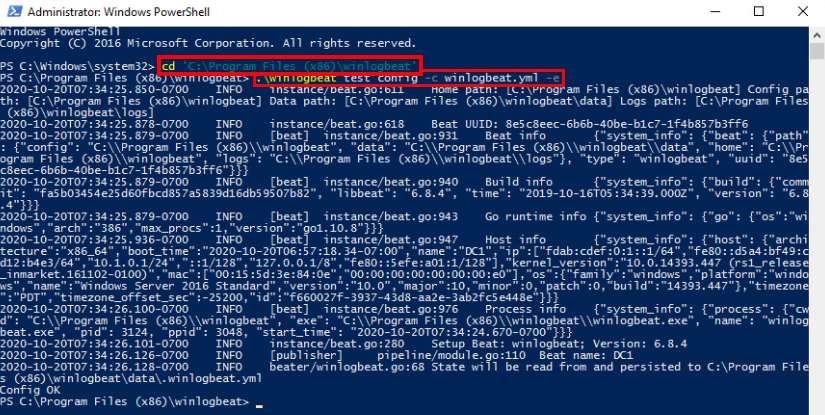 Administrator: Windows PowerShell
Windows PowerShell
Copyright (C) 2016 Microsoft Corporation. All rights reserved.
PS C:\Windows\system32> cd 'C:\Program Files (x86)\winlogbeat'
PS C:\Program Files (x86)\winlogbeat> .\winlogbeat test config -c winlogbeat.yml -e
2020-10-20T07:34:25.850-0700 INFO instance/beat.go:611 Home path: [C:\Program Files (x86)\winlogbeat] Config pa
th: [C:\Program Files (x86)\winlogbeat] Data path: [C:\Program Files (x86)\winlogbeat\data] Logs path: [C:\Program Files
 (x86)\winlogbeat\logs]
2020-10-20T07:34:25.878-0700 INFO instance/beat.go:618 Beat UUID: 8e5c8eec-6b6b-40be-b1c7-1f4b857b3ff6
2020-10-20T07:34:25.879-0700 INFO [beat] instance/beat.go:931 Beat info {"system_info": {"beat": {"path"
: {"config": "C:\\Program Files (x86)\\winlogbeat", "data": "C:\\Program Files (x86)\\winlogbeat\\data", "home": "C:\\Pr
ogram Files (x86)\\winlogbeat", "logs": "C:\\Program Files (x86)\\winlogbeat\\logs"}, "type": "winlogbeat", "uuid": "8e5
c8eec-6b6b-40be-b1c7-1f4b857b3ff6"}}}
2020-10-20T07:34:25.879-0700 INFO [beat] instance/beat.go:940 Build info {"system_info": {"build": {"comm
it": "fa5b03454e25d60fbcd857a5839d16db59507b82", "libbeat": "6.8.4", "time": "2019-10-16T05:34:39.000Z", "version": "6.8
.4"}}}
2020-10-20T07:34:25.879-0700 INFO [beat] instance/beat.go:943 Go runtime info {"system_info": {"go": {"os":"wi
ndows","arch":"386","max_procs":1,"version":"go1.10.8"}}}
2020-10-20T07:34:25.936-0700 INFO [beat] instance/beat.go:947 Host info {"system_info": {"host": {"archi
tecture":"x86_64","boot_time":"2020-10-20T06:57:18.34-07:00","name":"DC1","ip":["fdab:cdef:0:1::1/64","fe80::d5a4:bf49:c
d12:b4e3/64","10.1.0.1/24","::1/128","127.0.0.1/8","fe80::5efe:a01:1/128"],"kernel_version":"10.0.14393.447 (rs1_release
_inmarket.161102-0100)","mac":["00:15:5d:3e:84:0e","00:00:00:00:00:00:00:e0"],"os":{"family":"windows","platform":"windo
ws","name":"Windows Server 2016 Standard","version":"10.0","major":10,"minor":0,"patch":0,"build":"14393.447"},"timezone
":"PDT","timezone_offset_sec":-25200,"id":"f660027f-3937-43d8-aa2e-3ab2fc5e448e"}}}
2020-10-20T07:34:26.100-0700 INFO [beat] instance/beat.go:976 Process info {"system_info": {"process": {"cw
d": "C:\\Program Files (x86)\\winlogbeat", "exe": "C:\\Program Files (x86)\\winlogbeat\\winlogbeat.exe", "name": "winlog
beat.exe", "pid": 3124, "ppid": 3048, "start_time": "2020-10-20T07:34:24.670-0700"}}}
2020-10-20T07:34:26.101-0700 INFO instance/beat.go:280 Setup Beat: winlogbeat; Version: 6.8.4
2020-10-20T07:34:26.126-0700 INFO [publisher] pipeline/module.go:110 Beat name: DC1
2020-10-20T07:34:26.128-0700 INFO beater/winlogbeat.go:68 State will be read from and persisted to C:\Program File
s (x86)\winlogbeat\data\.winlogbeat.yml
Config OK
PS C:\Program Files (x86)\winlogbeat> _